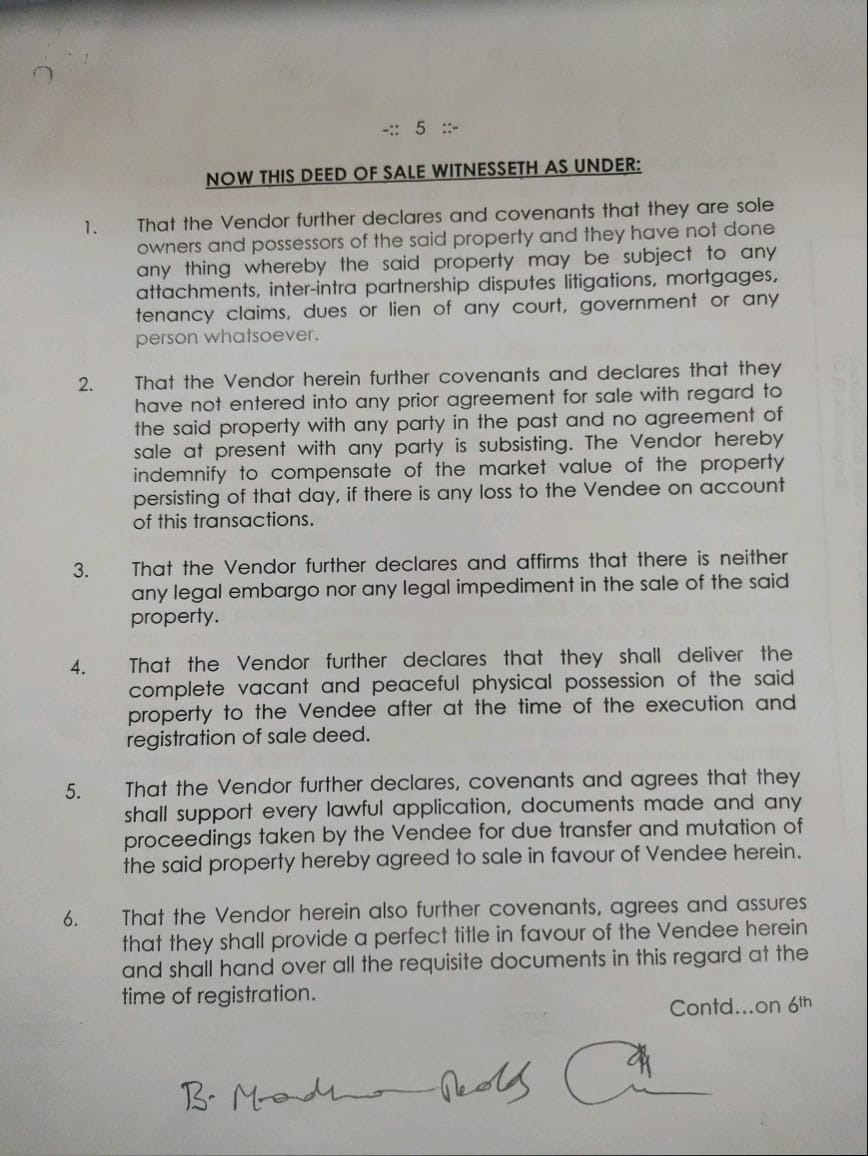 -:: 5 ::-
NOW THIS DEED OF SALE WITNESSETH AS UNDER:
1. That the Vendor further declares and covenants that they are sole
owners and possessors of the said property and they have not done
any thing whereby the said property may be subject to any
attachments, inter-intra partnership disputes litigations, mortgages,
tenancy claims, dues or lien of any court, government or any
person whatsoever.
2. That the Vendor herein further covenants and declares that they
have not entered into any prior agreement for sale with regard to
the said property with any party in the past and no agreement of
sale at present with any party is subsisting. The Vendor hereby
indemnify to compensate of the market value of the property
persisting of that day, if there is any loss to the Vendee on account
of this transactions.
3. That the Vendor further declares and affirms that there is neither
any legal embargo nor any legal impediment in the sale of the said
property.
4. That the Vendor further declares that they shall deliver the
complete vacant and peaceful physical possession of the said
property to the Vendee after at the time of the execution and
registration of sale deed.
5. That the Vendor further declares, covenants and agrees that they
shall support every lawful application, documents made and any
proceedings taken by the Vendee for due transfer and mutation of
the said property hereby agreed to sale in favour of Vendee herein.
6. That the Vendor herein also further covenants, agrees and assures
that they shall provide a perfect title in favour of the Vendee herein
and shall hand over all the requisite documents in this regard at the
time of registration.
Contd...on 6th
B.